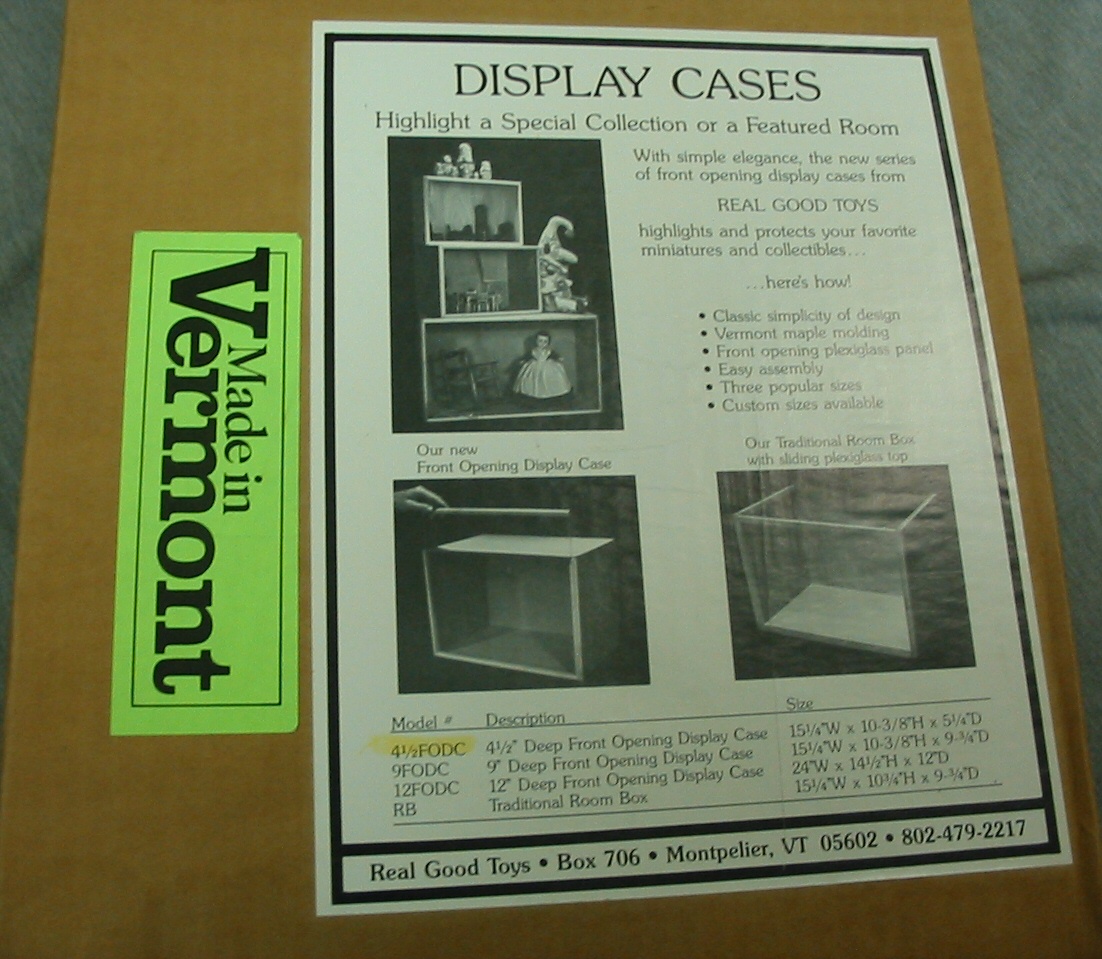 DISPLAY CASES
Highlight a Special Collection or a Featured Room
With simple elegance, the new series
of front opening display cases from
REAL GOOD TOYS
highlights and protects your favorite
miniatures and collectibles...
...here's how!
• Classic simplicity of design
• Vermont maple molding
• Front opening plexiglass panel
• Easy assembly
• Three popular sizes
• Custom sizes available
Our new
Front Opening Display Case
Our Traditional Room Box
with sliding plexiglass top
Model # Description Size
4½FODC 4½" Deep Front Opening Display Case 15¼"W x 10-3/8"H x 5¼"D
9FODC 9" Deep Front Opening Display Case 15¼"W x 10-3/8"H x 9-¾"D
12FODC 12" Deep Front Opening Display Case 24"W x 14½"H x 12"D
RB Traditional Room Box 15¼"W x 10¾"H x 9-¾"D
Real Good Toys • Box 706 • Montpelier, VT 05602 • 802-479-2217
Made in
Vermont